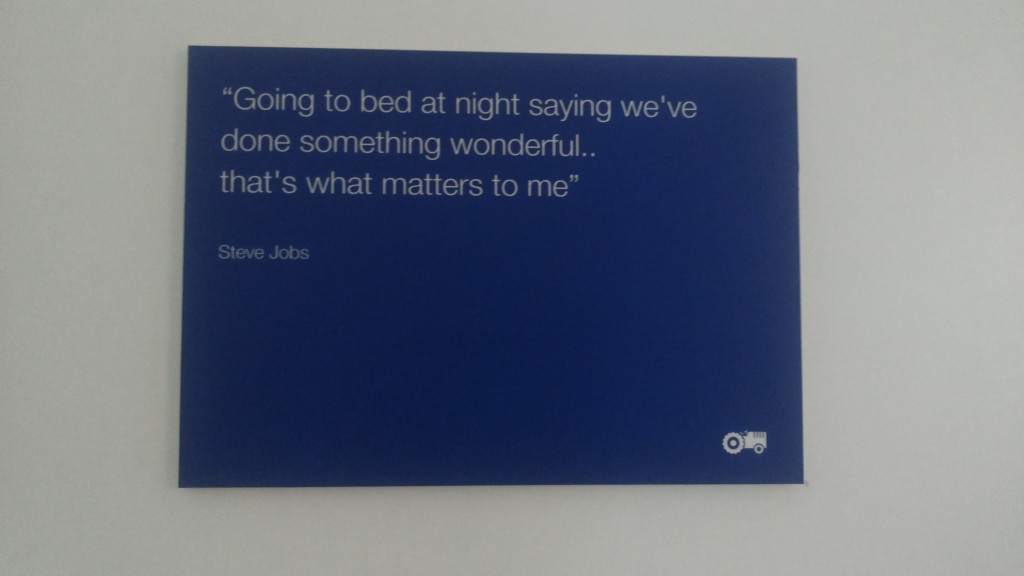 “Going to bed at night saying we've
done something wonderful..
that's what matters to me”
Steve Jobs